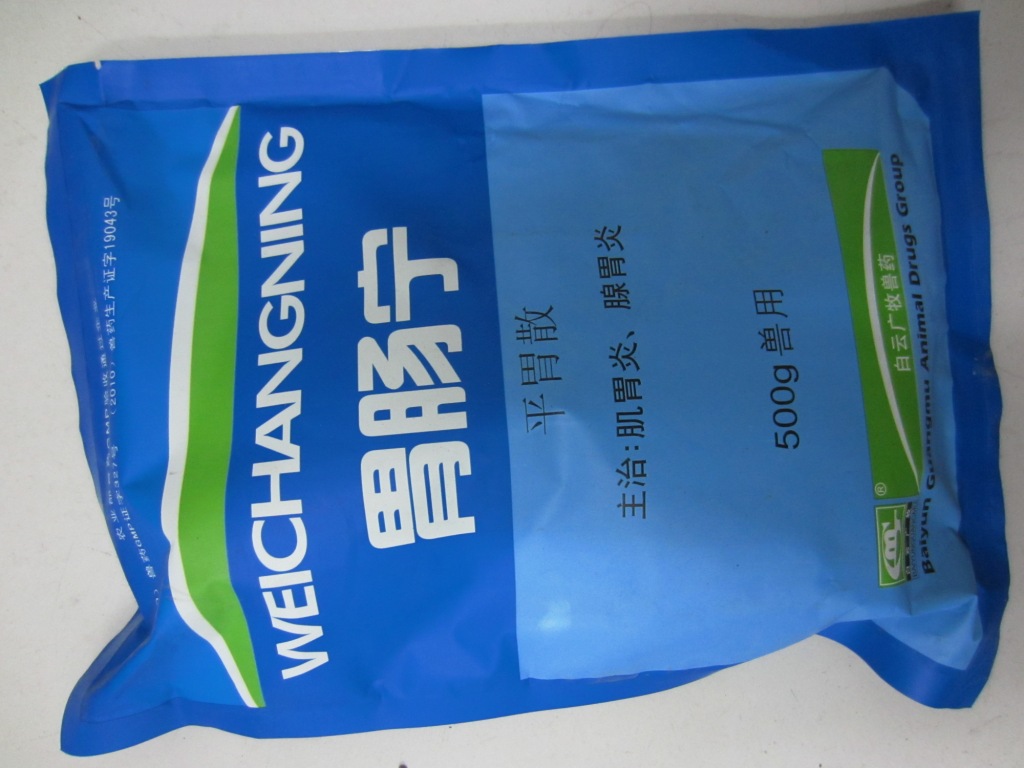 兽药生产证字19043号
WEICHANGNING
胃肠宁
平胃散
主治:肌胃炎、腺胃炎
500g 兽用
®
白云广牧兽药
Baiyun Guangmu Animal Drugs Group